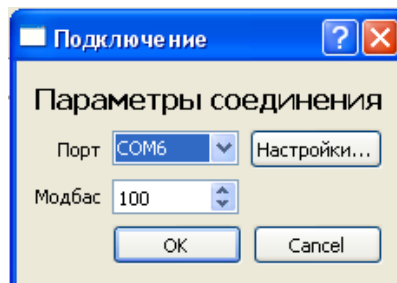 Подключение
Параметры соединения
Порт COM6 Настройки...
Модбас 100
OK Cancel